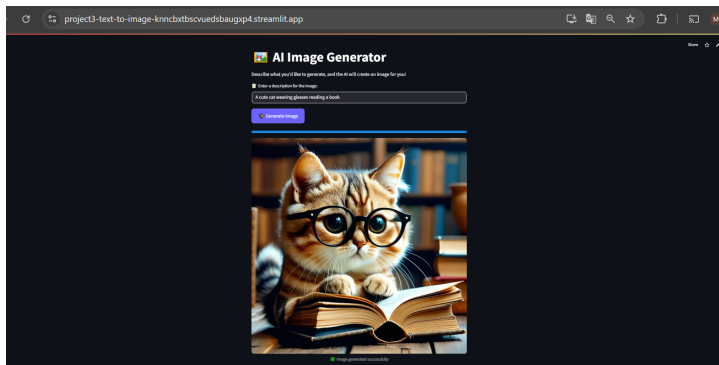 project3-text-to-image-knncbxtbscvuedsbaugxp4.streamlit.app
M
Share
AI Image Generator
Describe what you'd like to generate, and the AI will create an image for you!
Enter a description for the image:
A cute cat wearing glasses reading a book
Generate Image
Image generated successfully